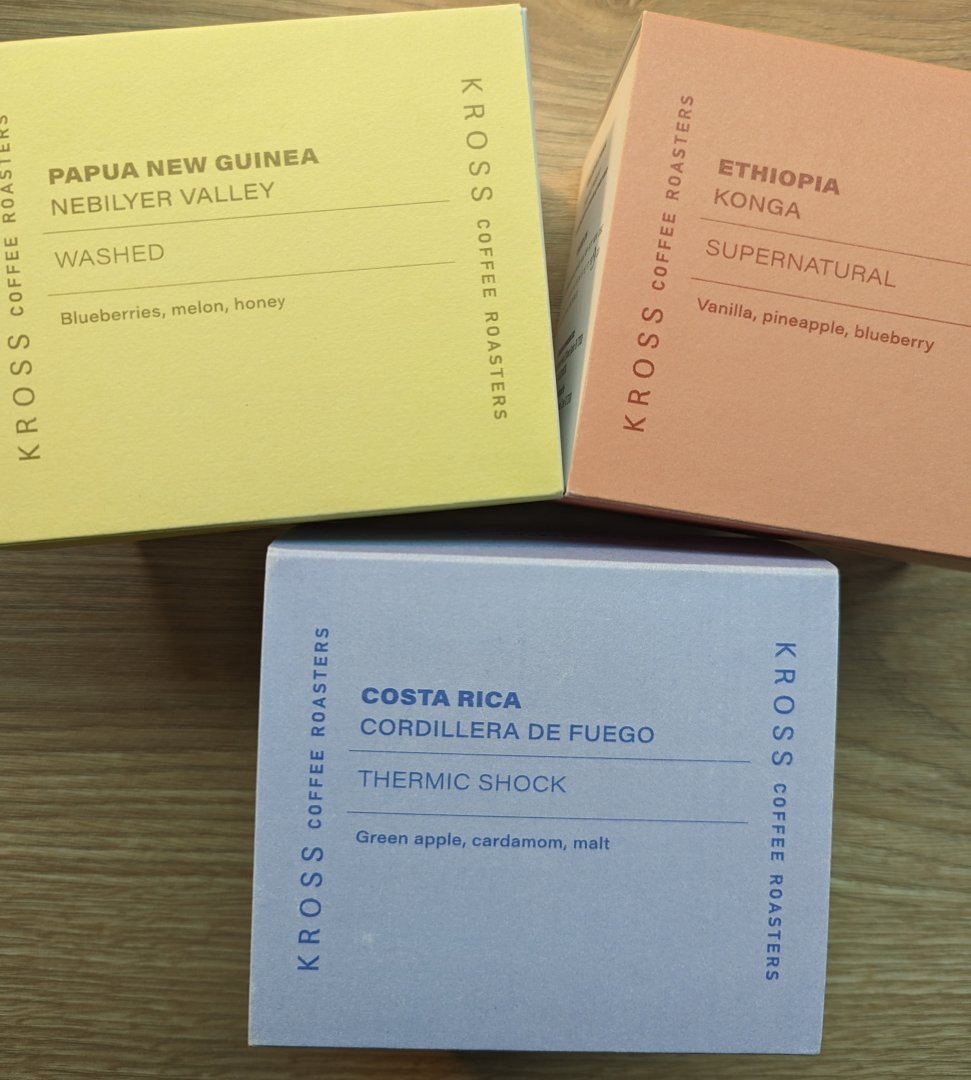 KROSS COFFEE ROASTERS
PAPUA NEW GUINEA
NEBILYER VALLEY
WASHED
Blueberries, melon, honey
KROSS COFFEE ROASTERS
KROSS COFFEE ROASTERS
ETHIOPIA
KONGA
SUPERNATURAL
Vanilla, pineapple, blueberry
KROSS COFFEE ROASTERS
COSTA RICA
CORDILLERA DE FUEGO
THERMIC SHOCK
Green apple, cardamom, malt
KROSS COFFEE ROASTERS